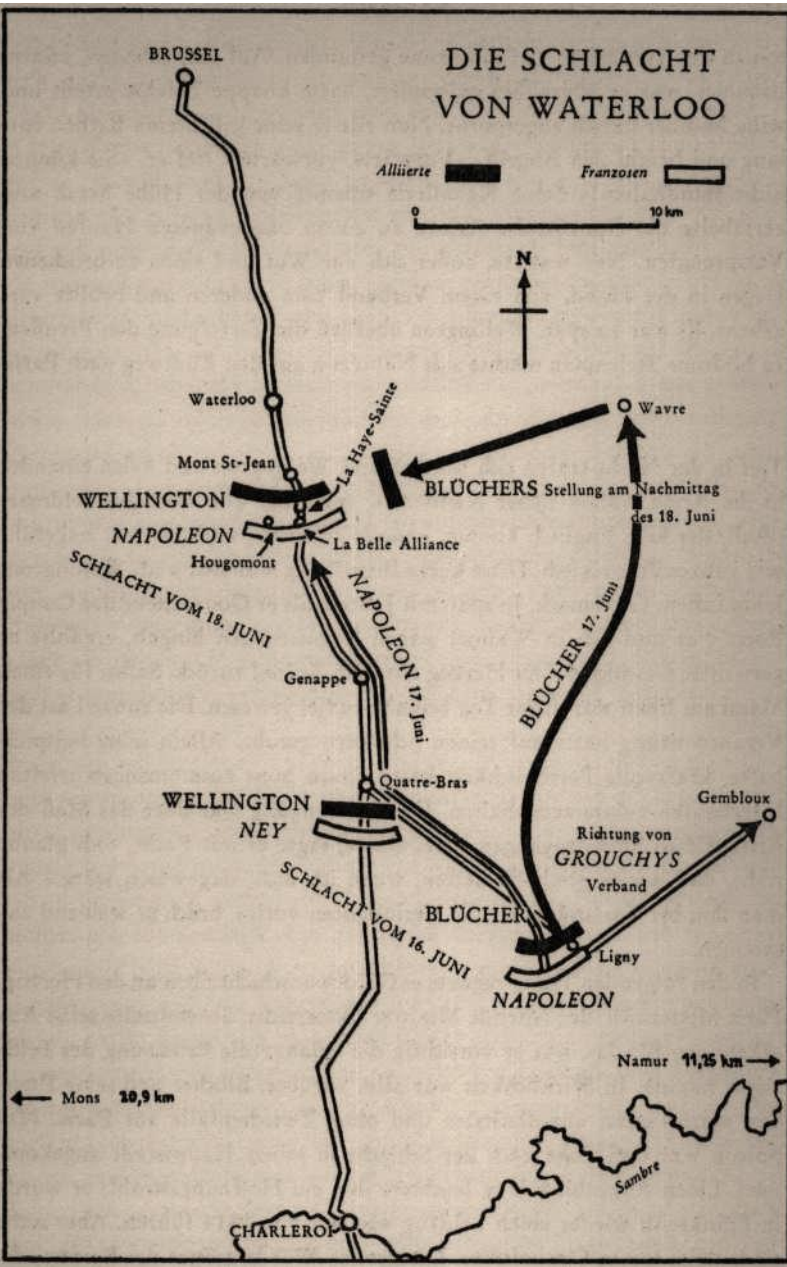 BRÜSSEL
DIE SCHLACHT
VON WATERLOO
Alliierte
Franzosen
0
10 km
N
Waterloo
Wavre
La Haye-Sainte
Mont St-Jean
BLÜCHERS Stellung am Nachmittag
des 18. Juni
WELLINGTON
NAPOLEON
La Belle Alliance
Hougomont
SCHLACHT VOM 18. JUNI
NAPOLEON 17. Juni
BLÜCHER 17. Juni
Genappe
Quatre-Bras
WELLINGTON
NEY
Gembloux
Richtung von
GROUCHYS
Verband
SCHLACHT VOM 16. JUNI
BLÜCHER
Ligny
NAPOLEON
Namur 11,25 km
Mons 20,9 km
Sambre
CHARLEROI